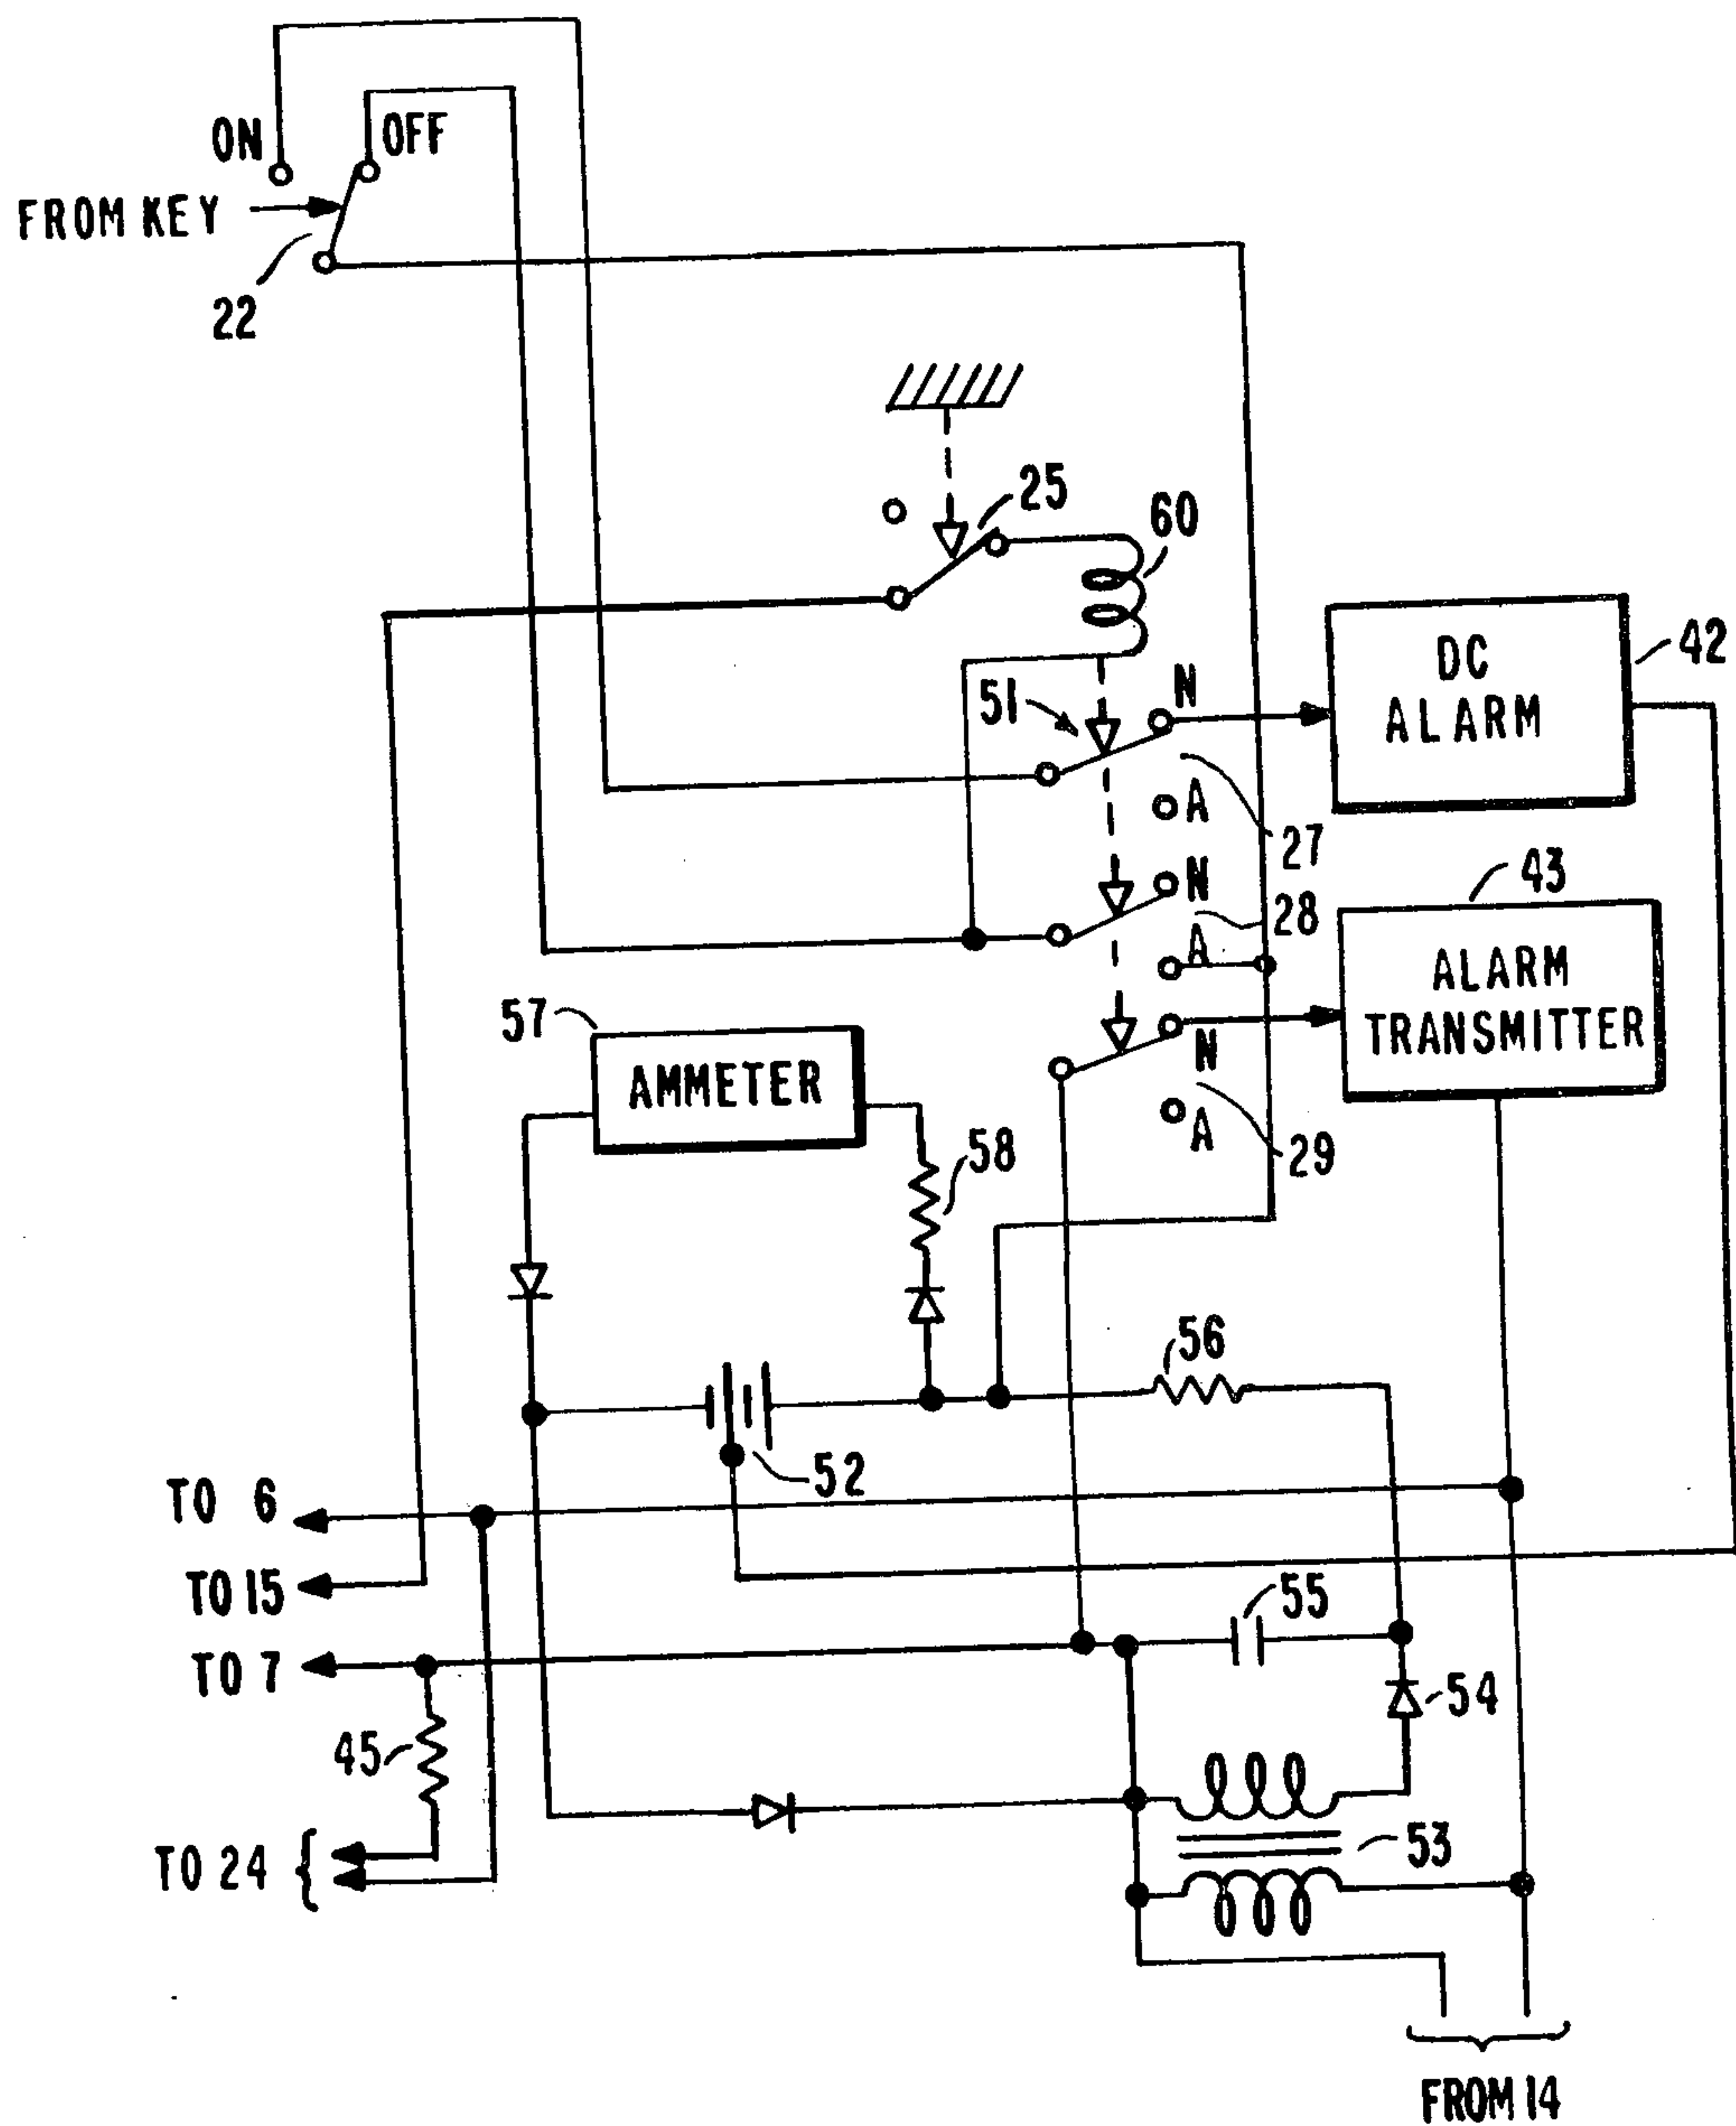 ON
OFF
FROM KEY
22
25
60
DC
ALARM
42
51
N
A
27
43
N
28
A
ALARM
TRANSMITTER
57
AMMETER
N
A
29
58
56
52
TO 6
TO 15
55
TO 7
54
45
53
TO 24 {
FROM 14